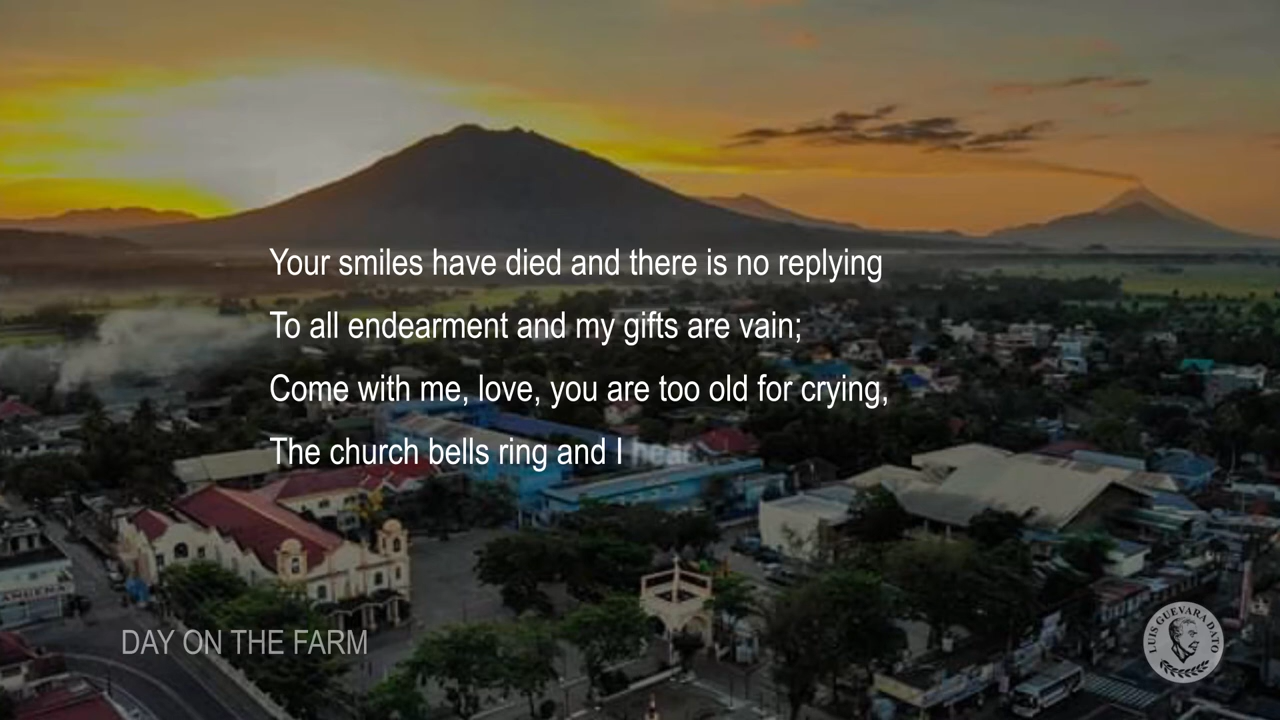 Your smiles have died and there is no replying
To all endearment and my gifts are vain;
Come with me, love, you are too old for crying,
The church bells ring and I hear
DAY ON THE FARM
LUIS GUEVARA DATO